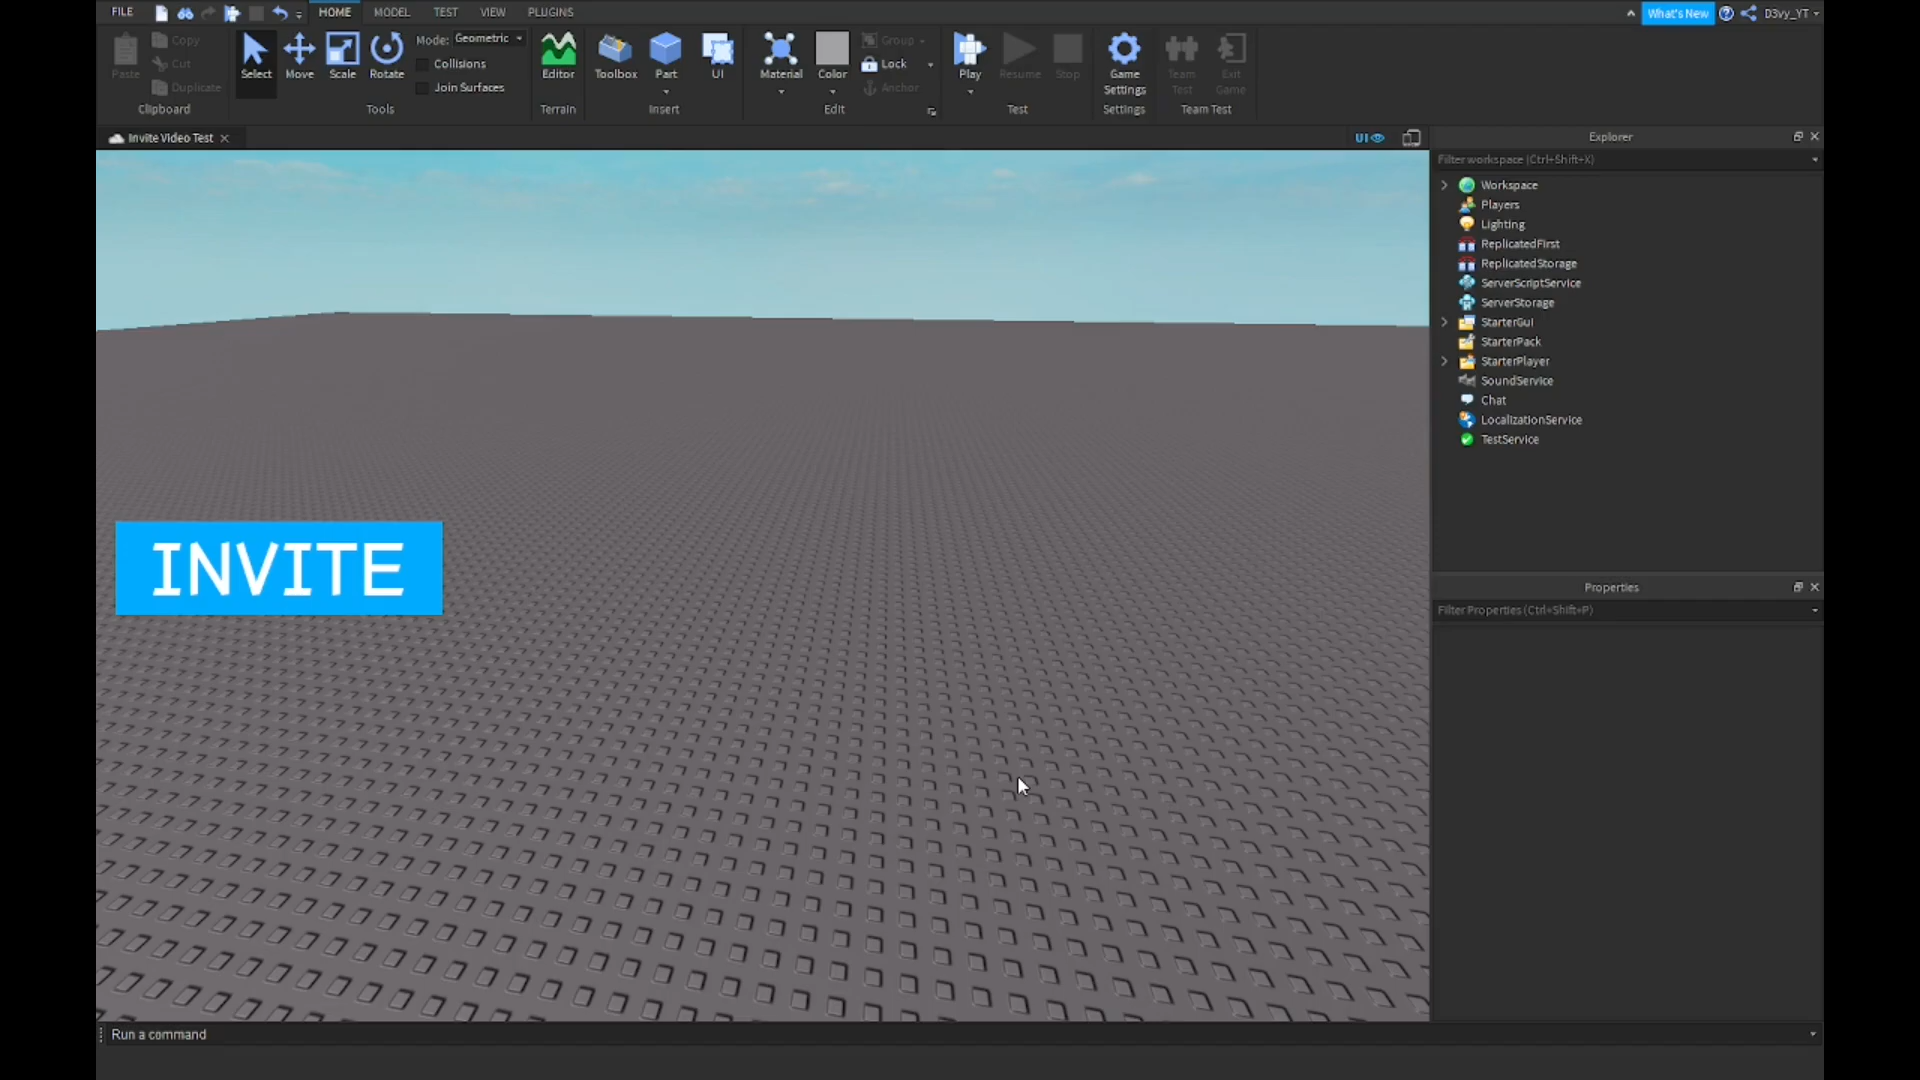 FILE HOME MODEL TEST VIEW PLUGINS What's New D3vy_YT
Paste Copy Cut Duplicate Clipboard
Select Move Scale Rotate Mode: Geometric Collisions Join Surfaces Tools
Editor Terrain
Toolbox Part UI Insert
Material Color Group Lock Anchor Edit
Play Resume Stop Test
Game Settings Settings
Team Test Exit Game Team Test
Invite Video Test UI
Explorer
Filter workspace (Ctrl+Shift+X)
Workspace
Players
Lighting
ReplicatedFirst
ReplicatedStorage
ServerScriptService
ServerStorage
StarterGui
StarterPack
StarterPlayer
SoundService
Chat
LocalizationService
TestService
INVITE
Properties
Filter Properties (Ctrl+Shift+P)
Run a command